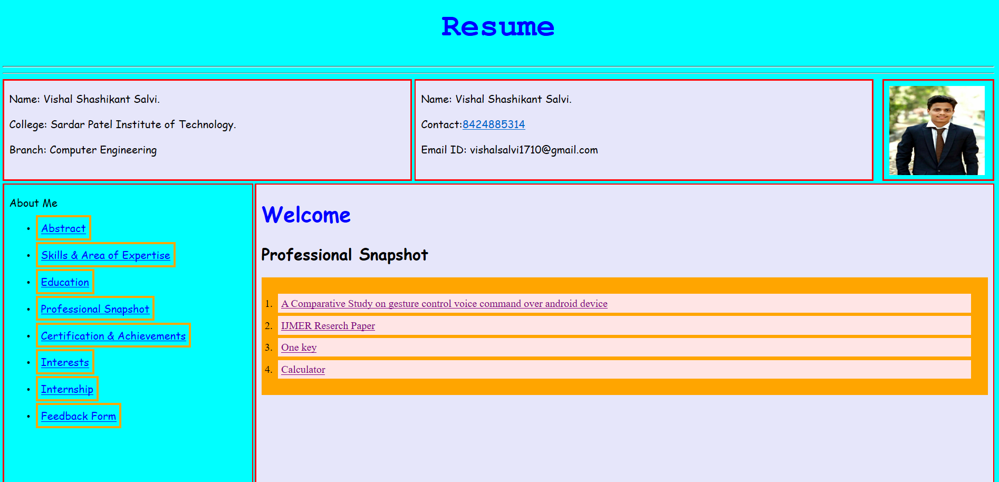 Resume
Name: Vishal Shashikant Salvi.
College: Sardar Patel Institute of Technology.
Branch: Computer Engineering
Name: Vishal Shashikant Salvi.
Contact:8424885314
Email ID: vishalsalvi1710@gmail.com
About Me
• Abstract
• Skills & Area of Expertise
• Education
• Professional Snapshot
• Certification & Achievements
• Interests
• Internship
• Feedback Form
Welcome
Professional Snapshot
1. A Comparative Study on gesture control voice command over android device
2. IJMER Reserch Paper
3. One key
4. Calculator